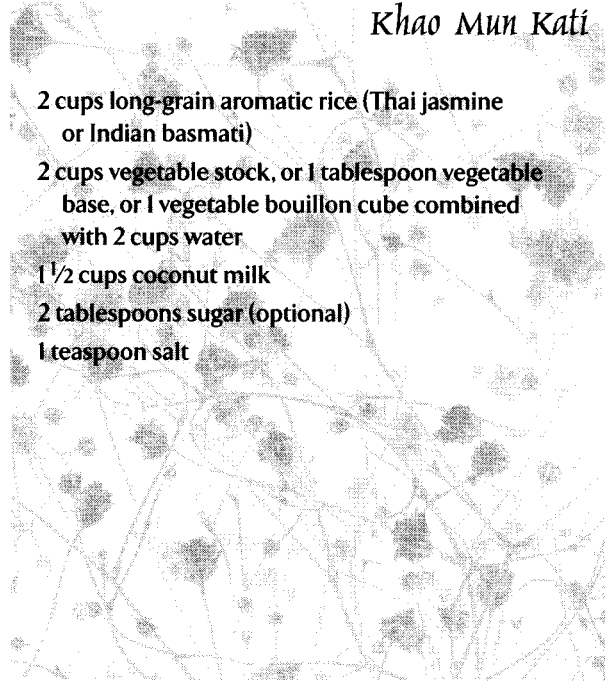 Khao Mun Kati
2 cups long-grain aromatic rice (Thai jasmine
or Indian basmati)
2 cups vegetable stock, or 1 tablespoon vegetable
base, or 1 vegetable bouillon cube combined
with 2 cups water
1 1/2 cups coconut milk
2 tablespoons sugar (optional)
1 teaspoon salt